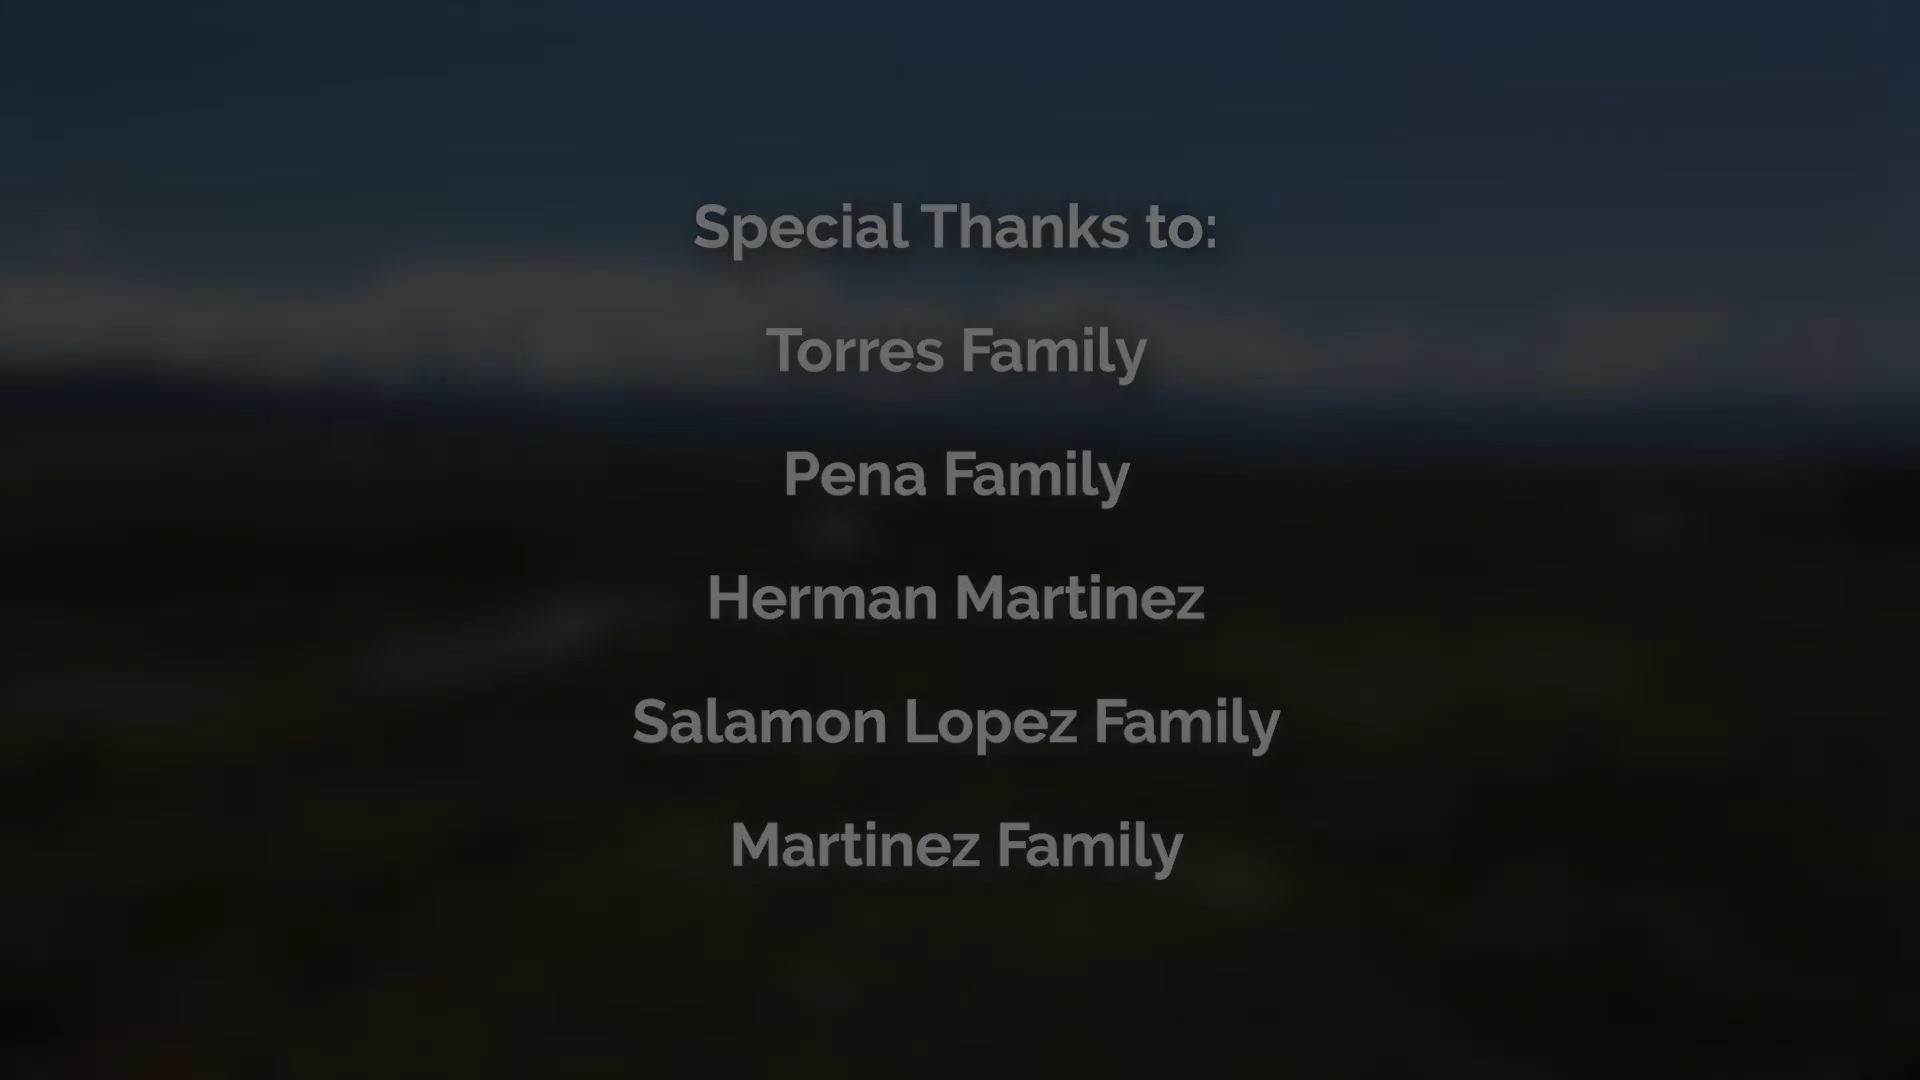 Special Thanks to:
Torres Family
Pena Family
Herman Martinez
Salamon Lopez Family
Martinez Family